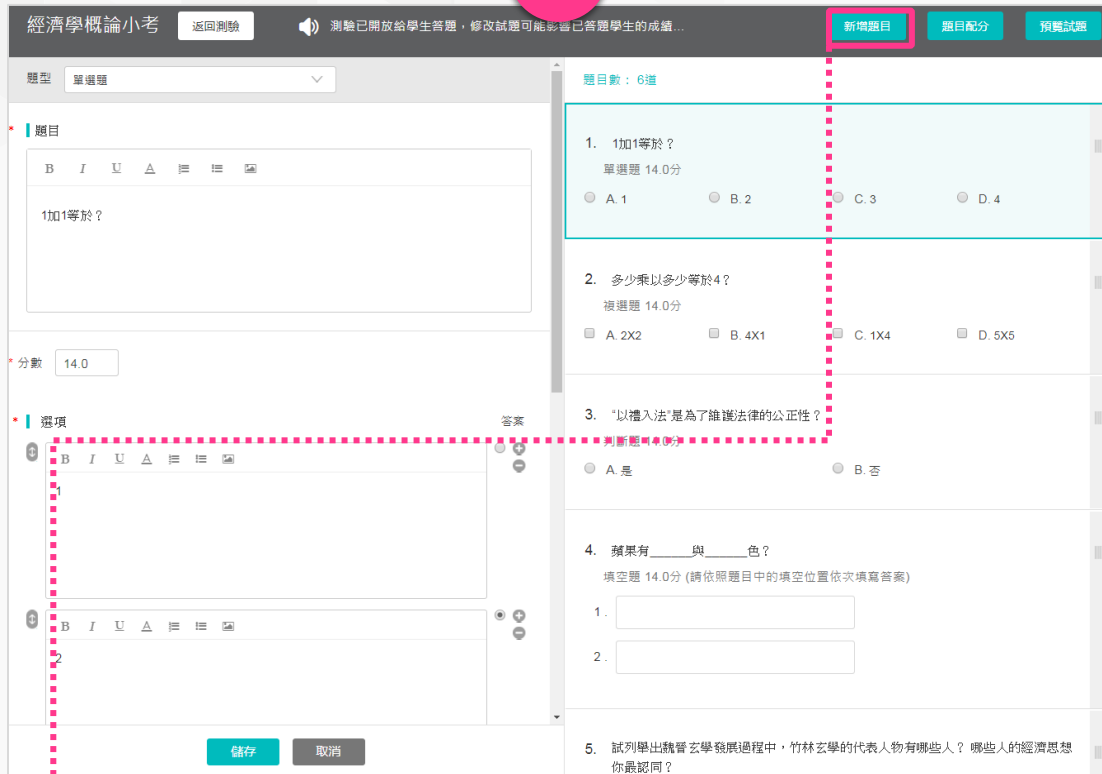 經濟學概論小考
返回測驗
測驗已開放給學生答題，修改試題可能影響已答題學生的成績...
新增題目
題目配分
預覽試題
題型 單選題
* 題目
B I U A
1加1等於？
* 分數 14.0
* 選項 答案
B I U A
1
B I U A
2
儲存 取消
題目數： 6道
1. 1加1等於？
單選題 14.0分
A. 1 B. 2 C. 3 D. 4
2. 多少乘以多少等於4?
複選題 14.0分
A. 2X2 B. 4X1 C. 1X4 D. 5X5
3. “以禮入法”是為了維護法律的公正性？
判斷題 14.0分
A. 是 B. 否
4. 蘋果有______與______色？
填空題 14.0分 (請依照題目中的填空位置依次填寫答案)
1.
2.
5. 試列舉出魏晉玄學發展過程中，竹林玄學的代表人物有哪些人？ 哪些人的經濟思想
你最認同？